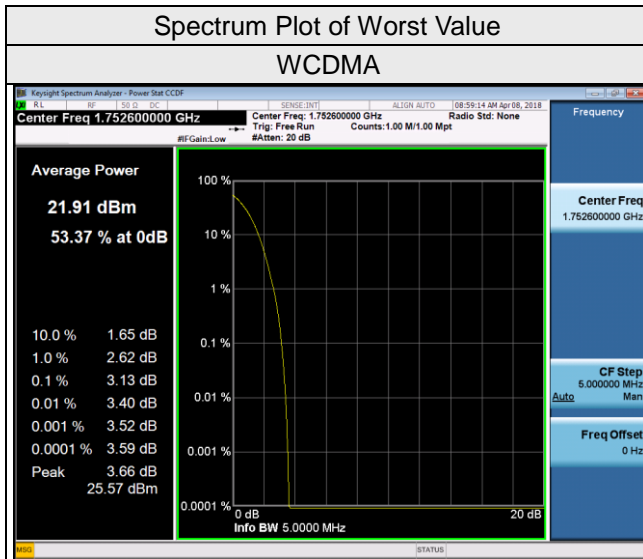 Spectrum Plot of Worst Value
WCDMA
Keysight Spectrum Analyzer - Power Stat CCDF
RL RF 50 Ω DC SENSE:INT ALIGN AUTO 08:59:14 AM Apr 08, 2018
Center Freq 1.752600000 GHz
Center Freq: 1.752600000 GHz Radio Std: None
Trig: Free Run Counts:1.00 M/1.00 Mpt
#IFGain:Low #Atten: 20 dB
Average Power
21.91 dBm
53.37 % at 0dB
10.0 % 1.65 dB
1.0 % 2.62 dB
0.1 % 3.13 dB
0.01 % 3.40 dB
0.001 % 3.52 dB
0.0001 % 3.59 dB
Peak 3.66 dB
25.57 dBm
100 %
10 %
1 %
0.1 %
0.01 %
0.001 %
0.0001 %
0 dB 20 dB
Info BW 5.0000 MHz
Frequency
Center Freq
1.752600000 GHz
CF Step
5.000000 MHz
Auto Man
Freq Offset
0 Hz
MSG STATUS